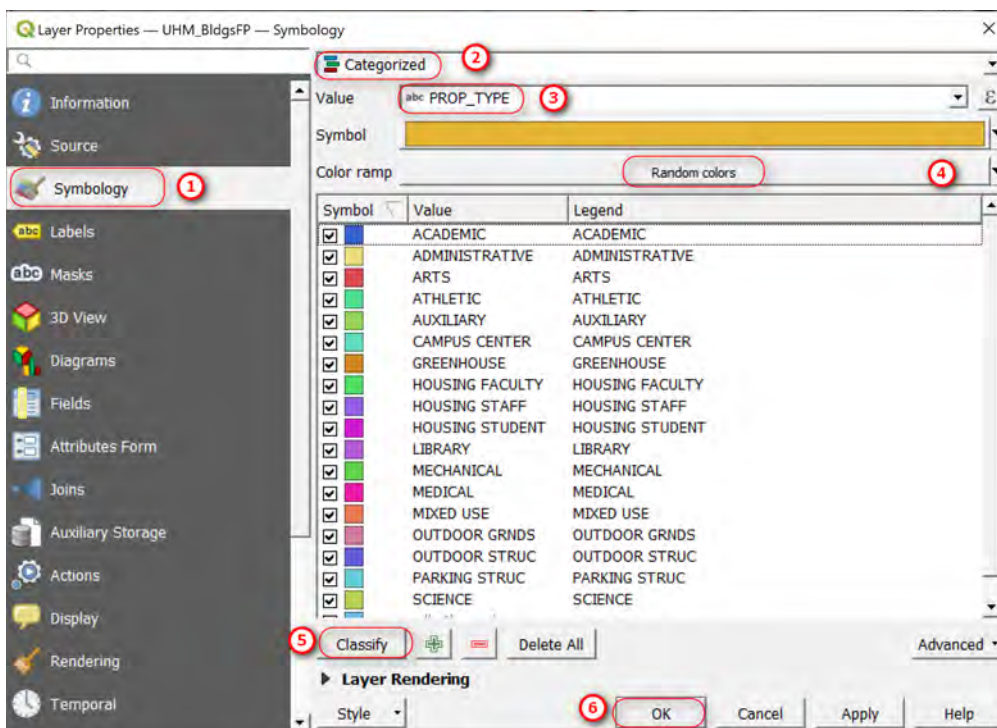 Layer Properties — UHM_BldgsFP — Symbology
Information
Source
Symbology
1
abc Labels
abc Masks
3D View
Diagrams
Fields
Attributes Form
Joins
Auxiliary Storage
Actions
Display
Rendering
Temporal
Categorized
2
Value abc PROP_TYPE 3 ε
Symbol
Color ramp Random colors 4
Symbol Value Legend
ACADEMIC ACADEMIC
ADMINISTRATIVE ADMINISTRATIVE
ARTS ARTS
ATHLETIC ATHLETIC
AUXILIARY AUXILIARY
CAMPUS CENTER CAMPUS CENTER
GREENHOUSE GREENHOUSE
HOUSING FACULTY HOUSING FACULTY
HOUSING STAFF HOUSING STAFF
HOUSING STUDENT HOUSING STUDENT
LIBRARY LIBRARY
MECHANICAL MECHANICAL
MEDICAL MEDICAL
MIXED USE MIXED USE
OUTDOOR GRNDS OUTDOOR GRNDS
OUTDOOR STRUC OUTDOOR STRUC
PARKING STRUC PARKING STRUC
SCIENCE SCIENCE
5 Classify Delete All Advanced
Layer Rendering
Style 6 OK Cancel Apply Help